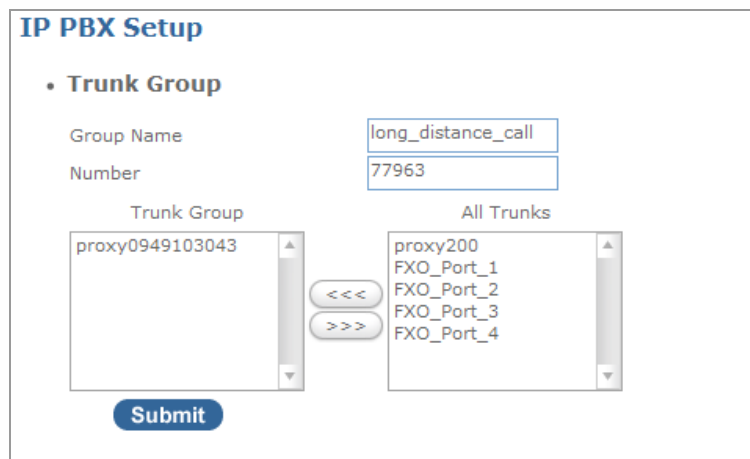 IP PBX Setup
• Trunk Group
Group Name long_distance_call
Number 77963
Trunk Group All Trunks
proxy0949103043 proxy200
FXO_Port_1
<<< FXO_Port_2
FXO_Port_3
>>> FXO_Port_4
Submit